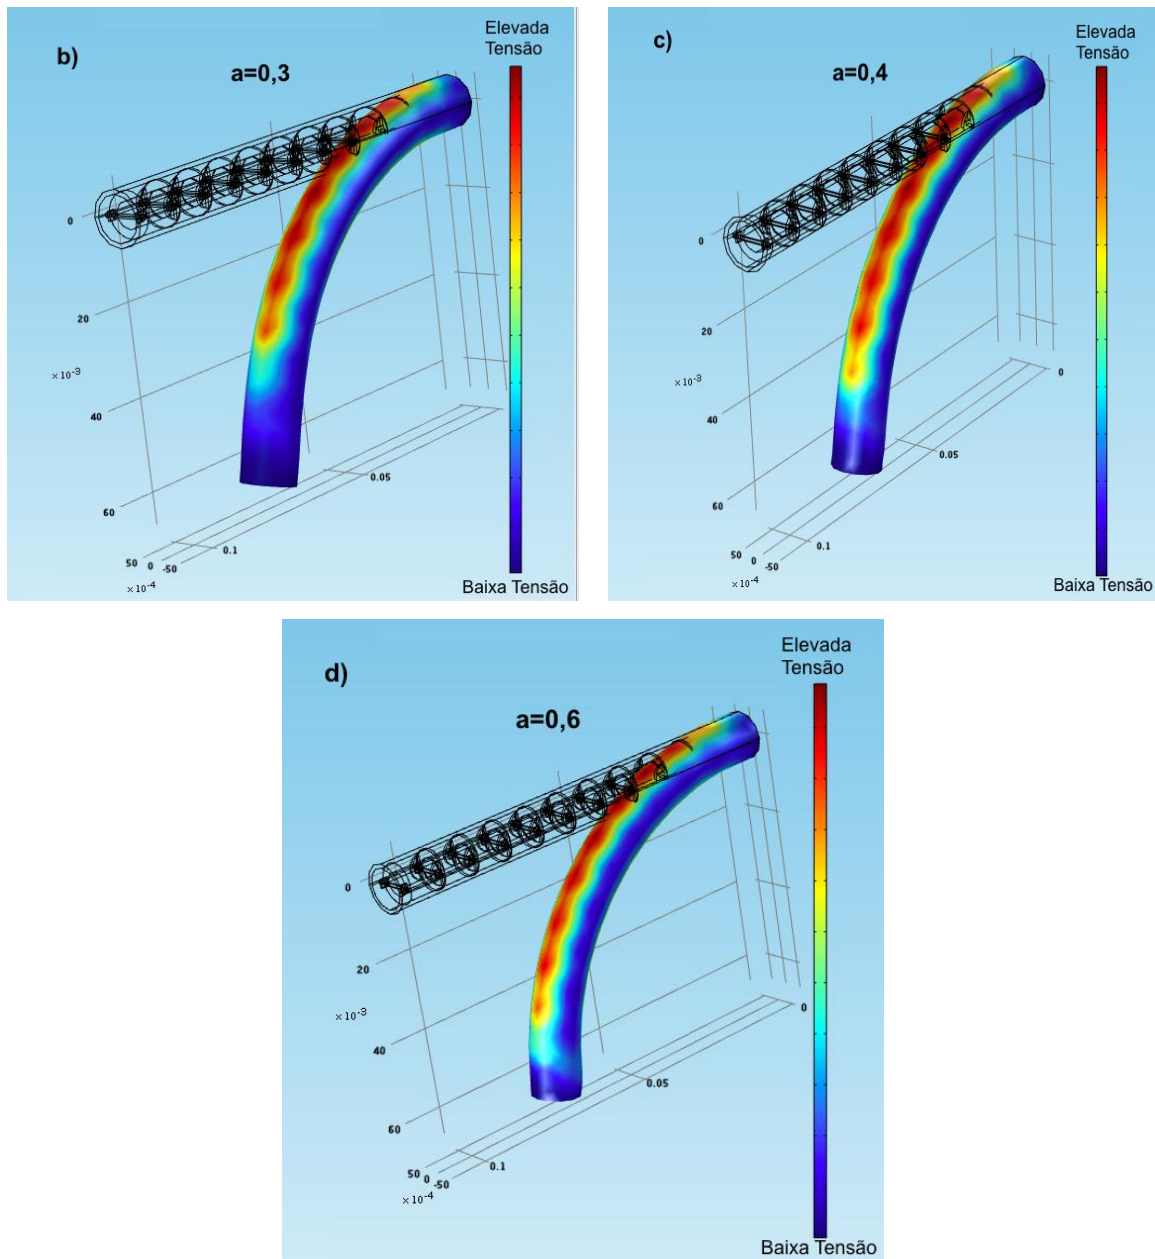 b)
a=0,3
Elevada
Tensão
0
20
×10⁻³
40
60
0.05
0.1
50 0 -50
×10⁻⁴
Baixa Tensão
c)
a=0,4
Elevada
Tensão
0
20
×10⁻³
40
60
0
0.05
0.1
50 0 -50
×10⁻⁴
Baixa Tensão
d)
a=0,6
Elevada
Tensão
0
20
×10⁻³
40
60
0
0.05
0.1
50 0 -50
×10⁻⁴
Baixa Tensão